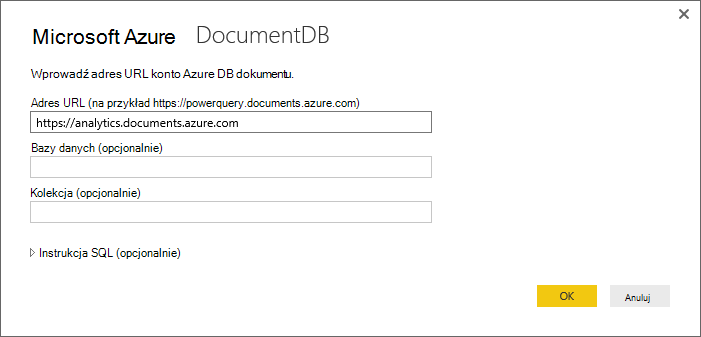 Microsoft Azure DocumentDB
Wprowadź adres URL konto Azure DB dokumentu.
Adres URL (na przykład https://powerquery.documents.azure.com)
https://analytics.documents.azure.com
Bazy danych (opcjonalnie)
Kolekcja (opcjonalnie)
Instrukcja SQL (opcjonalnie)
OK Anuluj